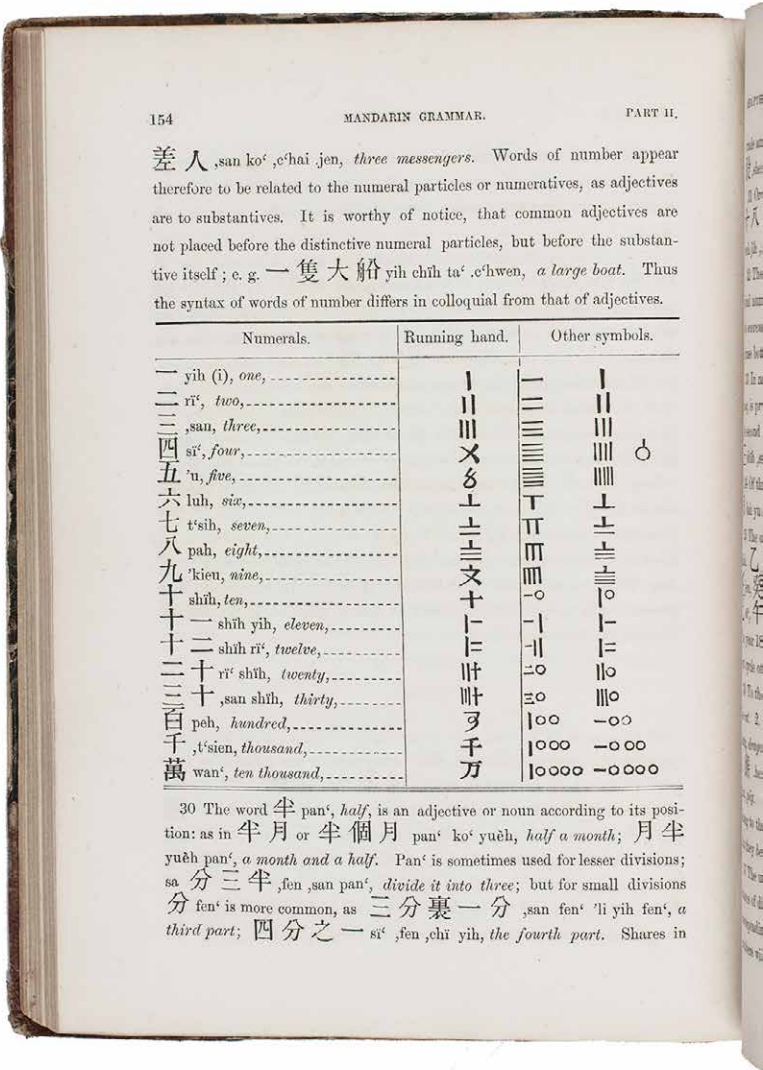 154 MANDARIN GRAMMAR. PART II.
差人 ,san ko‘ ,c‘hai .jen, three messengers. Words of number appear
therefore to be related to the numeral particles or numeratives, as adjectives
are to substantives. It is worthy of notice, that common adjectives are
not placed before the distinctive numeral particles, but before the substan-
tive itself; e. g. 一隻大船 yih chïh ta‘ .c‘hwen, a large boat. Thus
the syntax of words of number differs in colloquial from that of adjectives.
Numerals. Running hand. Other symbols.
一 yih (i), one, 〡 一 〡
二 rï‘, two, 〢 二 〢
三 ,san, three, 〣 三 〣
四 sï‘, four, 〤
五 ’u, five, 〥
六 luh, six, 〦
七 t‘sih, seven, 〧
八 pah, eight, 〨
九 ’kieu, nine, 文
十 shïh, ten, 十
十一 shïh yih, eleven,
十二 shïh rï‘, twelve,
二十 rï‘ shïh, twenty,
三十 ,san shïh, thirty,
百 peh, hundred,
千 ,t‘sien, thousand, 千
萬 wan‘, ten thousand, 万
30 The word 半 pan‘, half, is an adjective or noun according to its posi-
tion: as in 半月 or 半個月 pan‘ ko‘ yuĕh, half a month; 月半
yuĕh pan‘, a month and a half. Pan‘ is sometimes used for lesser divisions;
sa 分三半 ,fen ,san pan‘, divide it into three; but for small divisions
分 fen‘ is more common, as 三分裏一分 ,san fen‘ ’li yih fen‘, a
third part; 四分之一 sï‘ ,fen ,chï yih, the fourth part. Shares in